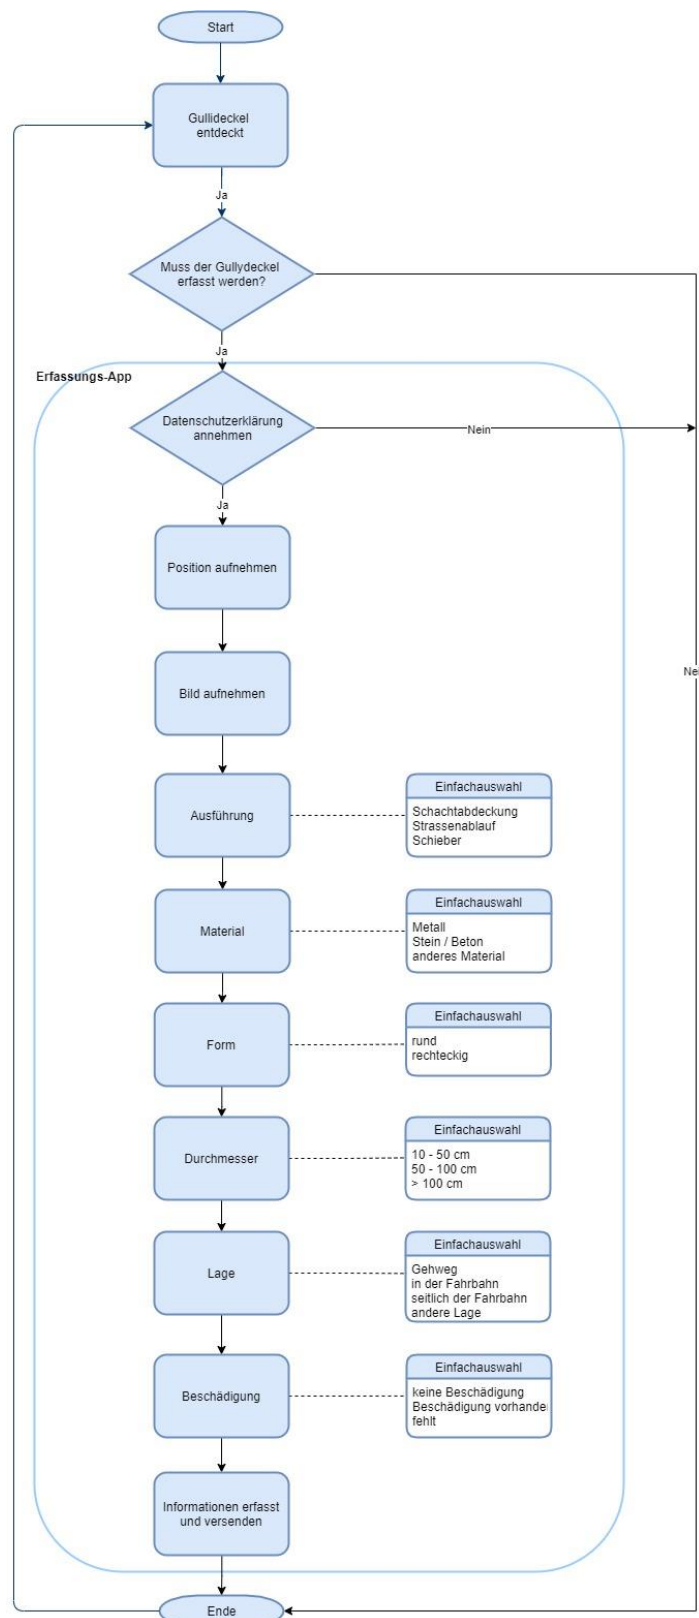 Start
Gullideckel
entdeckt
Ja
Muss der Gullydeckel
erfasst werden?
Ja
Erfassungs-App
Datenschutzerklärung
annehmen
Nein
Ja
Position aufnehmen
Bild aufnehmen
Ausführung
Einfachauswahl
Schachtabdeckung
Strassenablauf
Schieber
Material
Einfachauswahl
Metall
Stein / Beton
anderes Material
Form
Einfachauswahl
rund
rechteckig
Durchmesser
Einfachauswahl
10 - 50 cm
50 - 100 cm
> 100 cm
Lage
Einfachauswahl
Gehweg
in der Fahrbahn
seitlich der Fahrbahn
andere Lage
Beschädigung
Einfachauswahl
keine Beschädigung
Beschädigung
fehlt
Informationen erfasst
und versenden
Ende